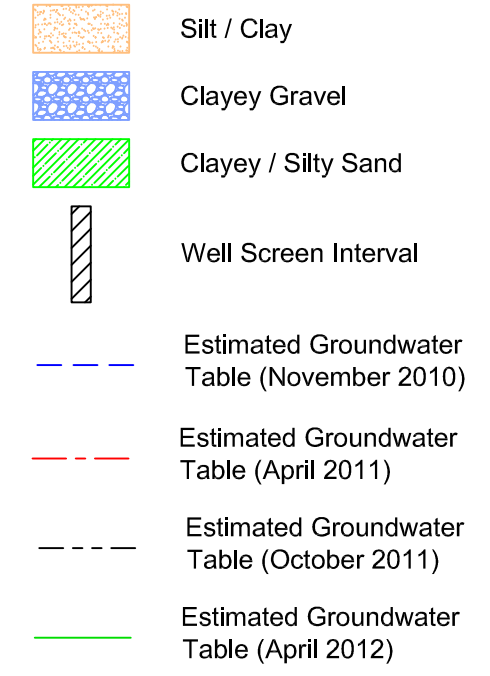 Silt / Clay
Clayey Gravel
Clayey / Silty Sand
Well Screen Interval
Estimated Groundwater
Table (November 2010)
Estimated Groundwater
Table (April 2011)
Estimated Groundwater
Table (October 2011)
Estimated Groundwater
Table (April 2012)